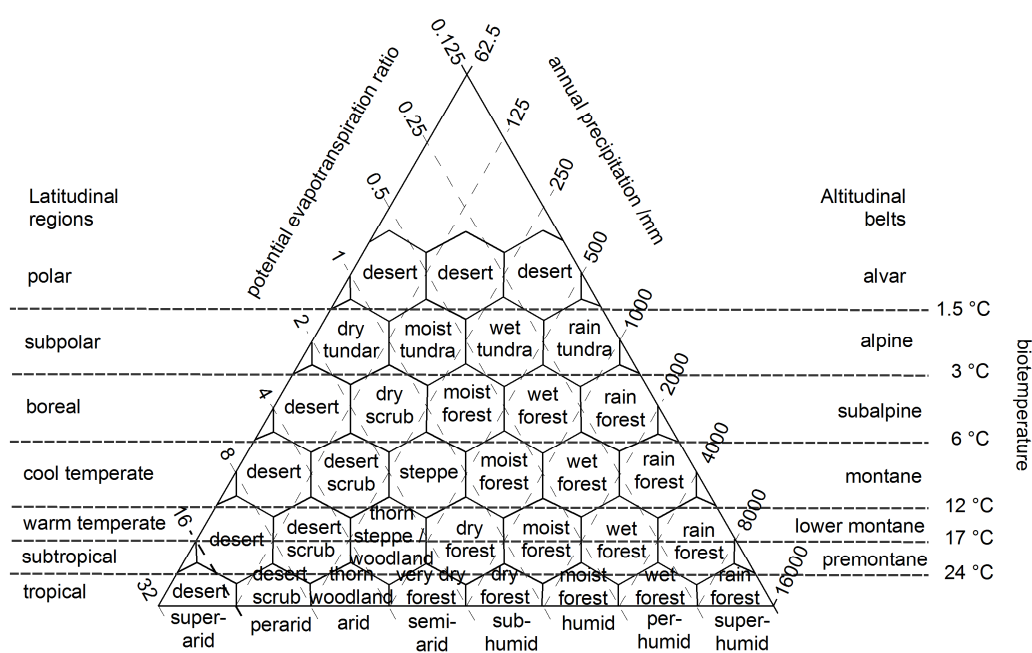 0.125
62.5
potential evapotranspiration ratio
annual precipitation /mm
0.25
125
0.5
250
Latitudinal
regions
Altitudinal
belts
1
500
polar
desert
desert
desert
alvar
1.5 °C
2
1000
subpolar
dry
tundar
moist
tundra
wet
tundra
rain
tundra
alpine
3 °C
biotemperature
4
2000
boreal
desert
dry
scrub
moist
forest
wet
forest
rain
forest
subalpine
6 °C
8
4000
cool temperate
desert
desert
scrub
steppe
moist
forest
wet
forest
rain
forest
montane
12 °C
16
8000
warm temperate
subtropical
desert
desert
scrub
thorn
steppe /
woodland
dry
forest
moist
forest
wet
forest
rain
forest
lower montane
17 °C
premontane
24 °C
32
16000
tropical
desert
desert
scrub
thorn
woodland
very dry
forest
dry
forest
moist
forest
wet
forest
rain
forest
super-
arid
perarid
arid
semi-
arid
sub-
humid
humid
per-
humid
super-
humid